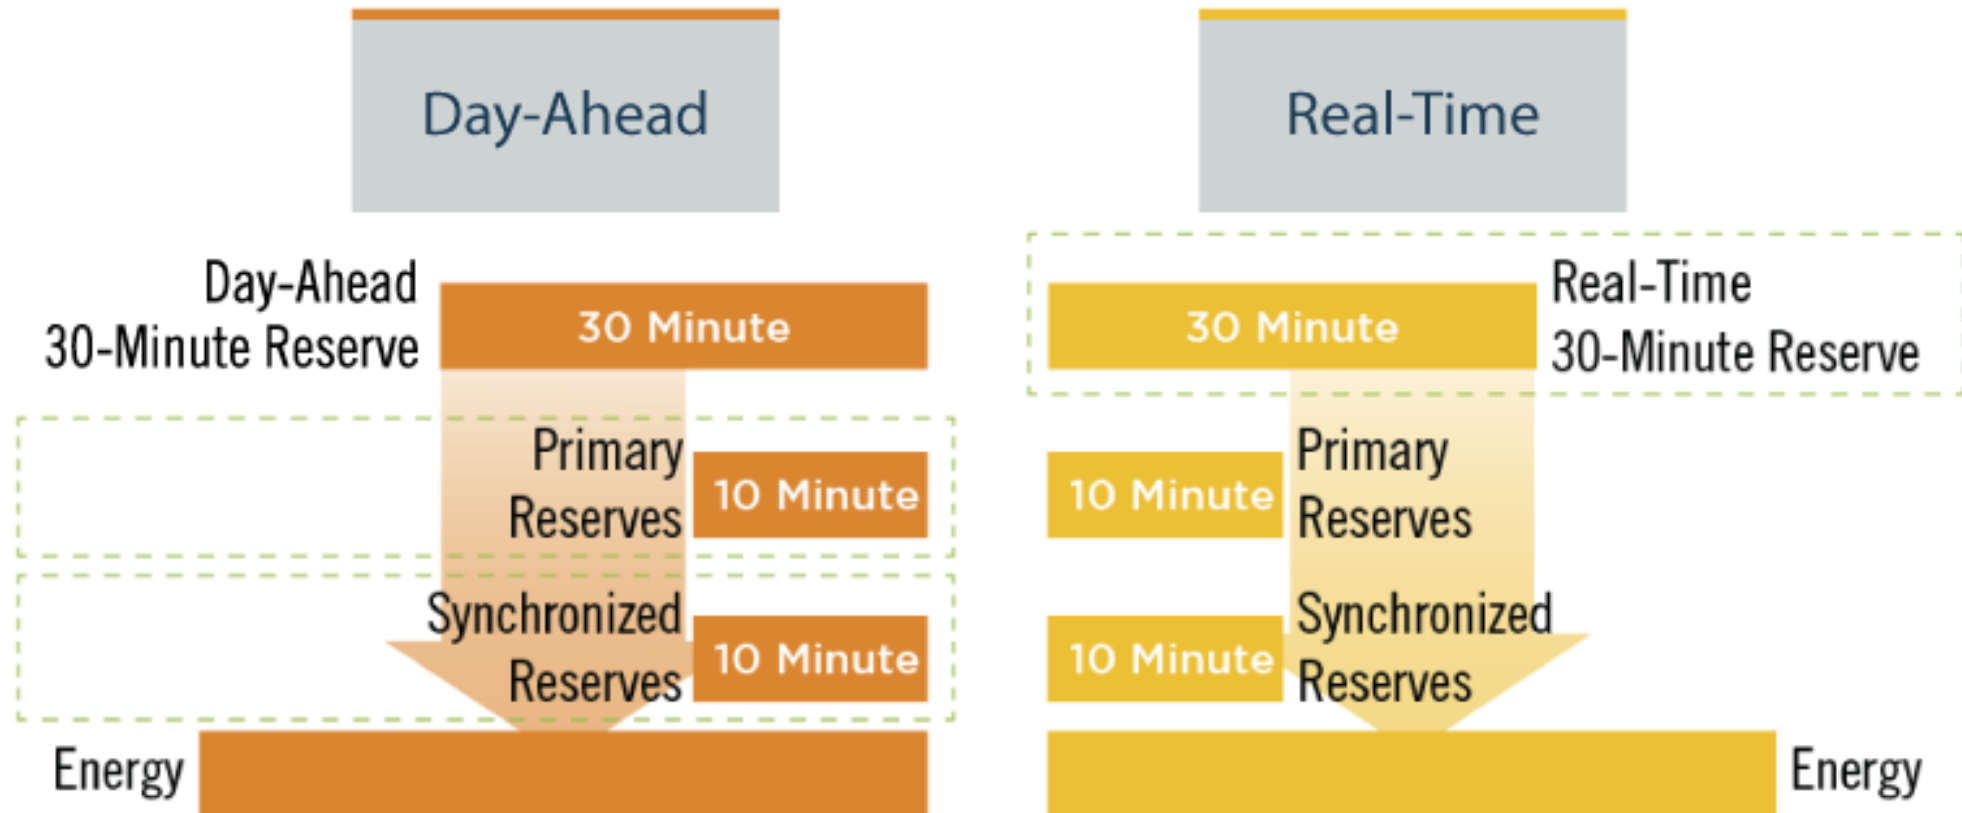 Day-Ahead
Real-Time
Day-Ahead
30-Minute Reserve
30 Minute
30 Minute
Real-Time
30-Minute Reserve
Primary
Reserves
10 Minute
10 Minute
Primary
Reserves
Synchronized
Reserves
10 Minute
10 Minute
Synchronized
Reserves
Energy
Energy